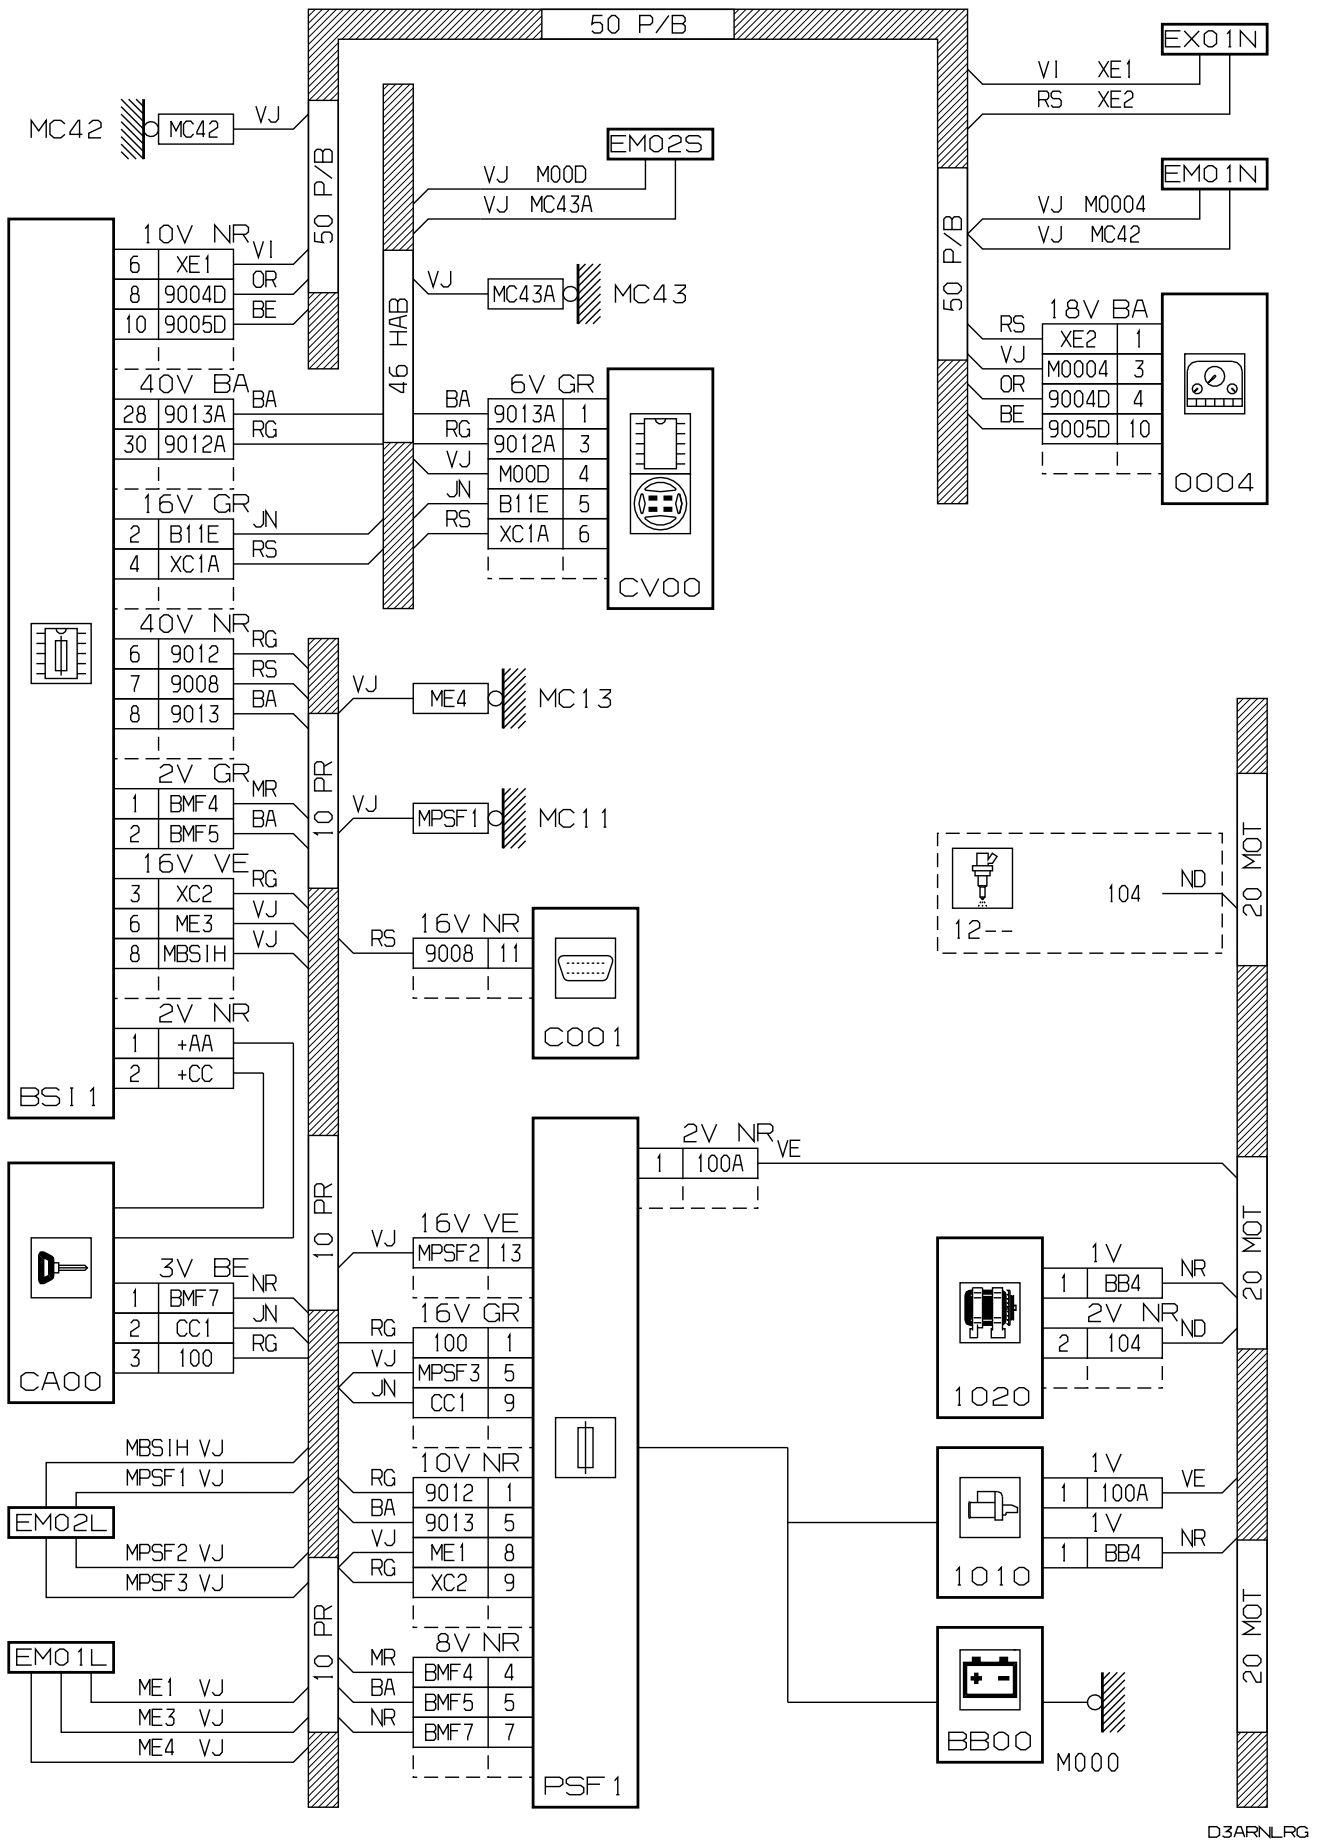 50 P/B
EX01N
VI XE1
RS XE2
MC42
MC42
VJ
50 P/B
EM02S
VJ M00D
VJ MC43A
EM01N
VJ M0004
VJ MC42
50 P/B
10V NR
6 XE1 VI
8 9004D OR
10 9005D BE
VJ
MC43A
MC43
46 HAB
18V BA
RS XE2 1
VJ M0004 3
OR 9004D 4
BE 9005D 10
0004
40V BA
28 9013A BA
30 9012A RG
6V GR
BA 9013A 1
RG 9012A 3
VJ M00D 4
JN B11E 5
RS XC1A 6
CV00
16V GR
2 B11E JN
4 XC1A RS
40V NR
6 9012 RG
7 9008 RS
8 9013 BA
VJ
ME4
MC13
10 PR
2V GR
1 BMF4 MR
2 BMF5 BA
VJ
MPSF1
MC11
16V VE
3 XC2 RG
6 ME3 VJ
8 MBSIH VJ
20 MOT
104 ND
12--
16V NR
RS 9008 11
C001
2V NR
1 +AA
2 +CC
BSI1
2V NR
1 100A VE
10 PR
16V VE
VJ MPSF2 13
20 MOT
3V BE
1 BMF7 NR
2 CC1 JN
3 100 RG
CA00
16V GR
RG 100 1
VJ MPSF3 5
JN CC1 9
1V
1 BB4 NR
2V NR
2 104 ND
1020
MBSIH VJ
MPSF1 VJ
EM02L
MPSF2 VJ
MPSF3 VJ
10V NR
RG 9012 1
BA 9013 5
VJ ME1 8
RG XC2 9
1V
1 100A VE
1V
1 BB4 NR
1010
10 PR
20 MOT
EM01L
ME1 VJ
ME3 VJ
ME4 VJ
8V NR
MR BMF4 4
BA BMF5 5
NR BMF7 7
PSF1
+ -
BB00
M000
D3ARNLRG